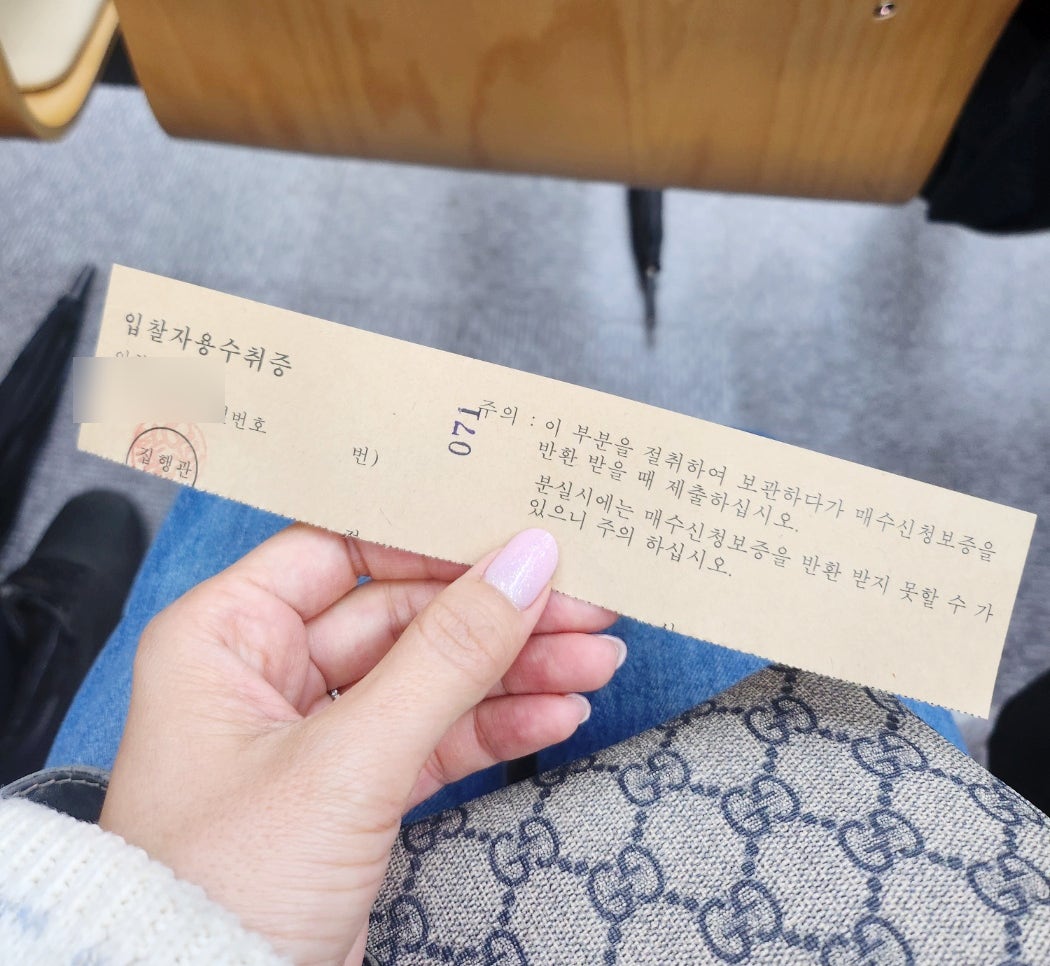 입찰자용수취증
번호
집행관
번)
071
주의 : 이 부분을 절취하여 보관하다가 매수신청보증을
반환 받을 때 제출하십시오.
분실시에는 매수신청보증을 반환 받지 못할 수 가
있으니 주의 하십시오.